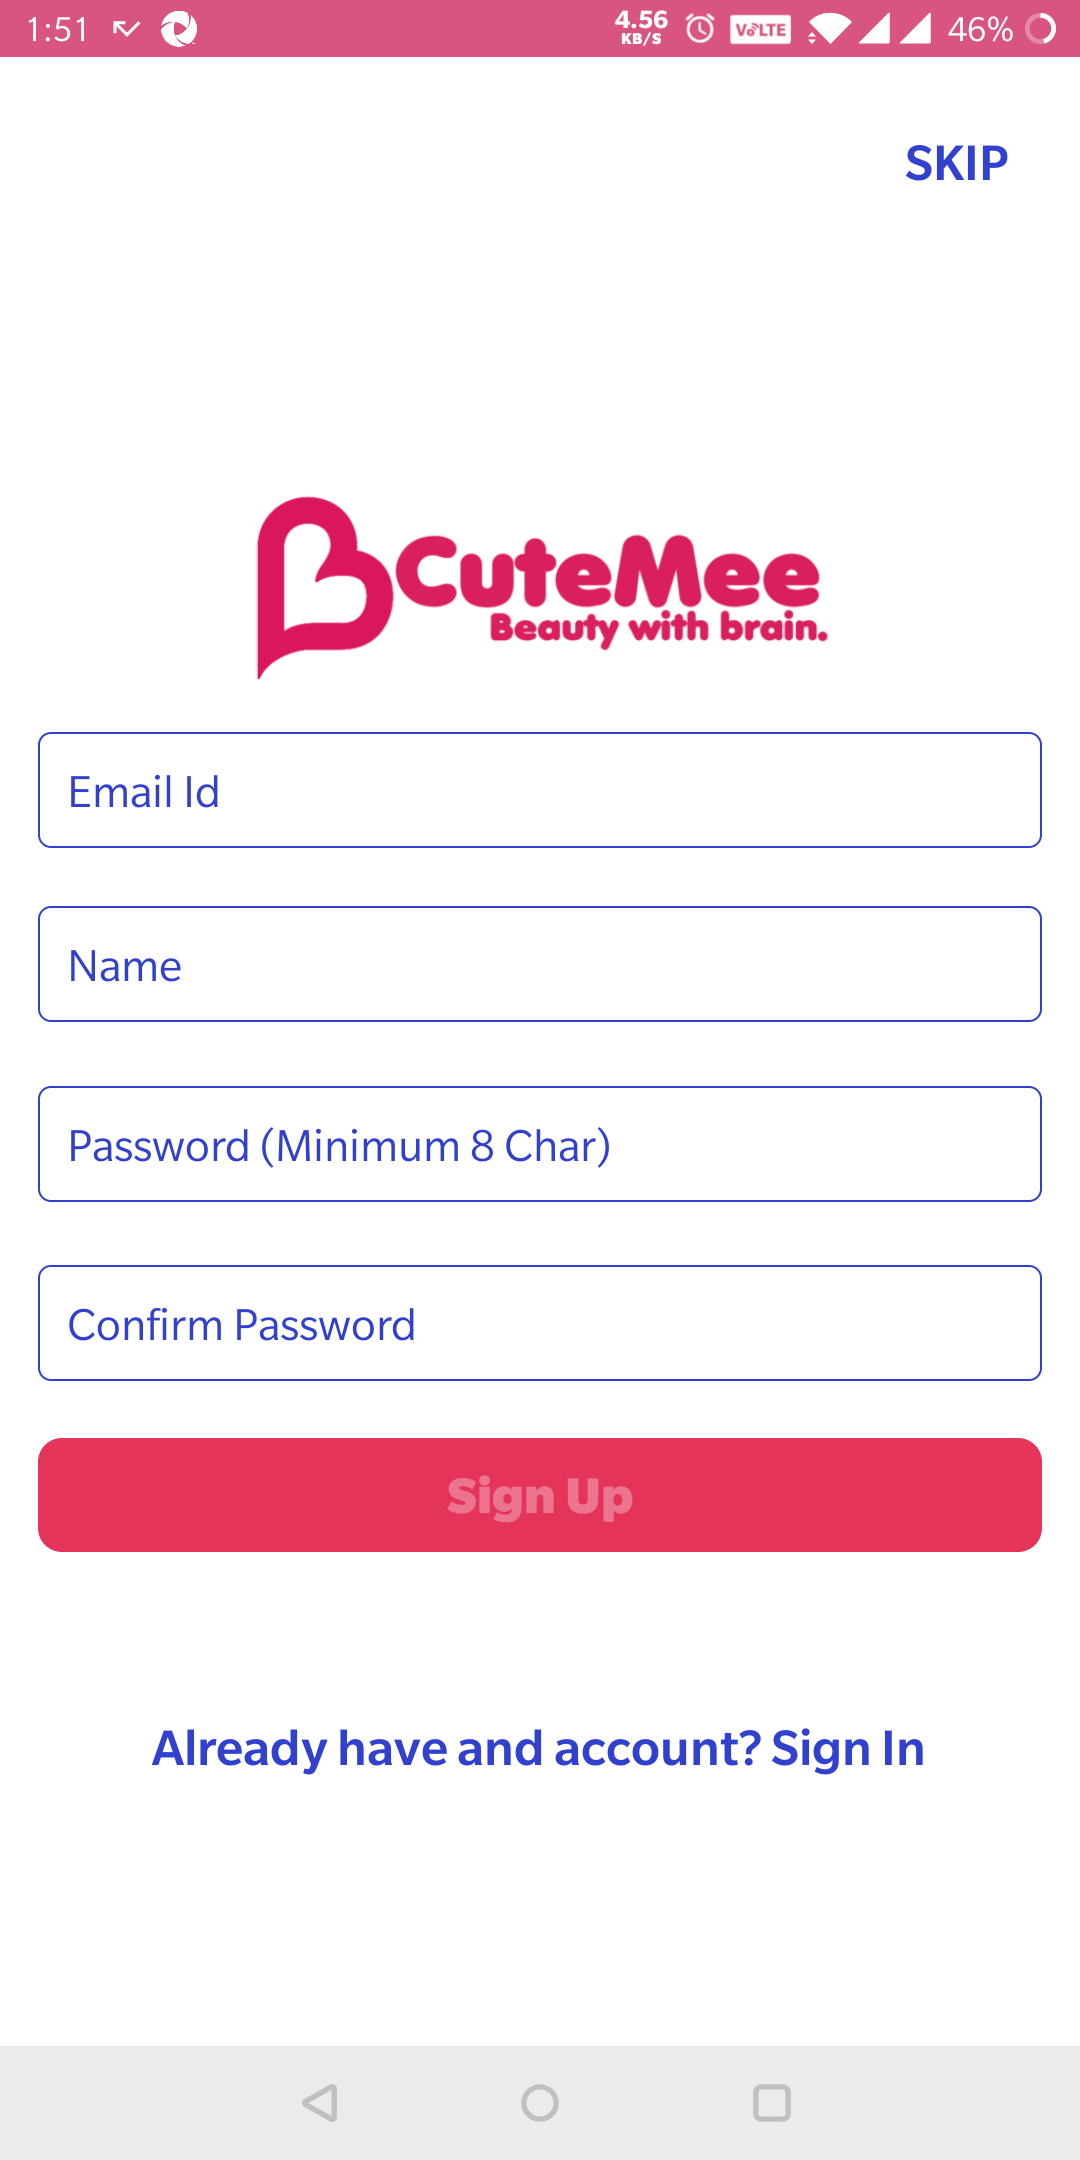 1:51 4.56 KB/S VoLTE 46%
SKIP
CuteMee
Beauty with brain.
Email Id
Name
Password (Minimum 8 Char)
Confirm Password
Sign Up
Already have and account? Sign In